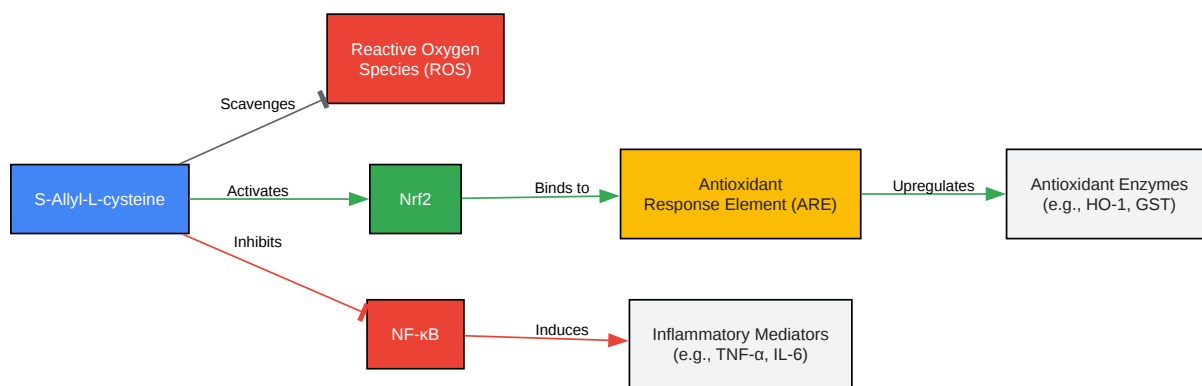 Reactive Oxygen
Species (ROS)
Scavenges
S-Allyl-L-cysteine
Activates
Nrf2
Binds to
Antioxidant
Response Element (ARE)
Upregulates
Antioxidant Enzymes
(e.g., HO-1, GST)
Inhibits
NF-κB
Induces
Inflammatory Mediators
(e.g., TNF-α, IL-6)